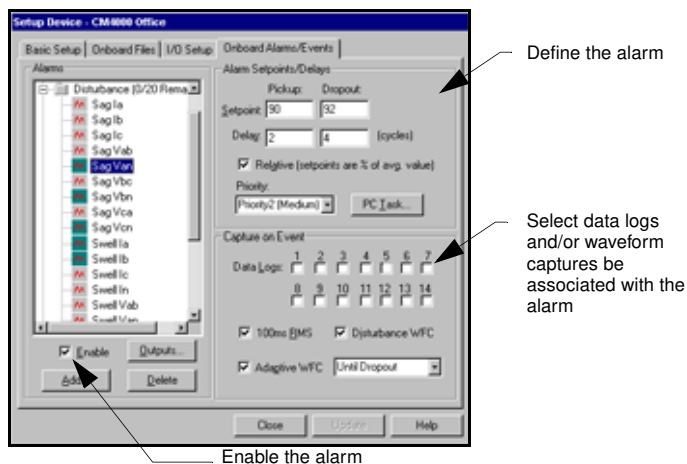 Setup Device - CM4000 Office
Basic Setup Onboard Files I/O Setup Onboard Alarms/Events
Alarms
Disturbance (0/20 Rema
Sag Ia
Sag Ib
Sag Ic
Sag Vab
Sag Van
Sag Vbc
Sag Vbn
Sag Vca
Sag Vcn
Swell Ia
Swell Ib
Swell Ic
Swell In
Swell Vab
Swell Van
Enable Outputs...
Add Delete
Alarm Setpoints/Delays
Pickup: Dropout:
Setpoint: 90 92
Delay: 2 4 (cycles)
Relative (setpoints are % of avg. value)
Priority:
Priority2 (Medium) PC Task...
Capture on Event
1 2 3 4 5 6 7
Data Logs:
8 9 10 11 12 13 14
100ms RMS Disturbance WFC
Adaptive WFC Until Dropout
Close Update Help
Define the alarm
Select data logs
and/or waveform
captures be
associated with the
alarm
Enable the alarm